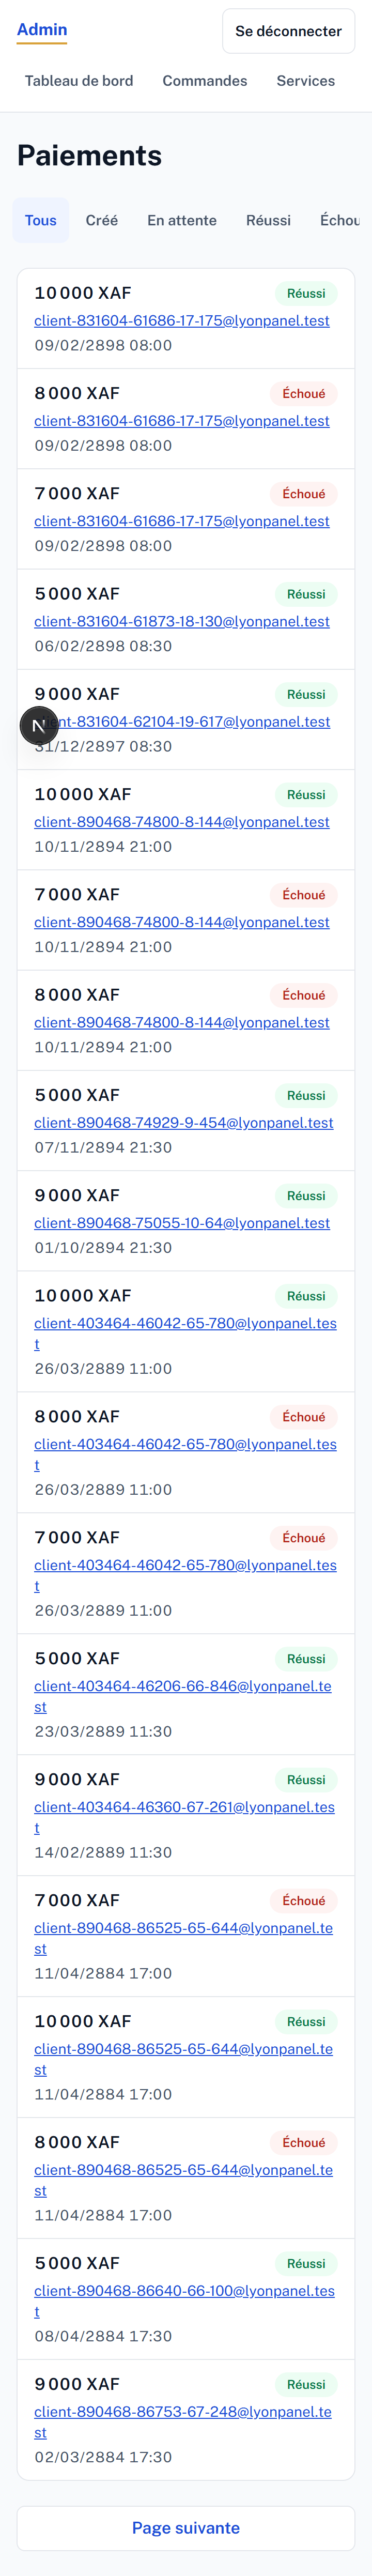 Admin
Se déconnecter
Tableau de bord Commandes Services
Paiements
Tous Créé En attente Réussi Échou
10 000 XAF Réussi
client-831604-61686-17-175@lyonpanel.test
09/02/2898 08:00
8 000 XAF Échoué
client-831604-61686-17-175@lyonpanel.test
09/02/2898 08:00
7 000 XAF Échoué
client-831604-61686-17-175@lyonpanel.test
09/02/2898 08:00
5 000 XAF Réussi
client-831604-61873-18-130@lyonpanel.test
06/02/2898 08:30
9 000 XAF Réussi
N ent-831604-62104-19-617@lyonpanel.test
31/12/2897 08:30
10 000 XAF Réussi
client-890468-74800-8-144@lyonpanel.test
10/11/2894 21:00
7 000 XAF Échoué
client-890468-74800-8-144@lyonpanel.test
10/11/2894 21:00
8 000 XAF Échoué
client-890468-74800-8-144@lyonpanel.test
10/11/2894 21:00
5 000 XAF Réussi
client-890468-74929-9-454@lyonpanel.test
07/11/2894 21:30
9 000 XAF Réussi
client-890468-75055-10-64@lyonpanel.test
01/10/2894 21:30
10 000 XAF Réussi
client-403464-46042-65-780@lyonpanel.tes
t
26/03/2889 11:00
8 000 XAF Échoué
client-403464-46042-65-780@lyonpanel.tes
t
26/03/2889 11:00
7 000 XAF Échoué
client-403464-46042-65-780@lyonpanel.tes
t
26/03/2889 11:00
5 000 XAF Réussi
client-403464-46206-66-846@lyonpanel.te
st
23/03/2889 11:30
9 000 XAF Réussi
client-403464-46360-67-261@lyonpanel.tes
t
14/02/2889 11:30
7 000 XAF Échoué
client-890468-86525-65-644@lyonpanel.te
st
11/04/2884 17:00
10 000 XAF Réussi
client-890468-86525-65-644@lyonpanel.te
st
11/04/2884 17:00
8 000 XAF Échoué
client-890468-86525-65-644@lyonpanel.te
st
11/04/2884 17:00
5 000 XAF Réussi
client-890468-86640-66-100@lyonpanel.tes
t
08/04/2884 17:30
9 000 XAF Réussi
client-890468-86753-67-248@lyonpanel.te
st
02/03/2884 17:30
Page suivante